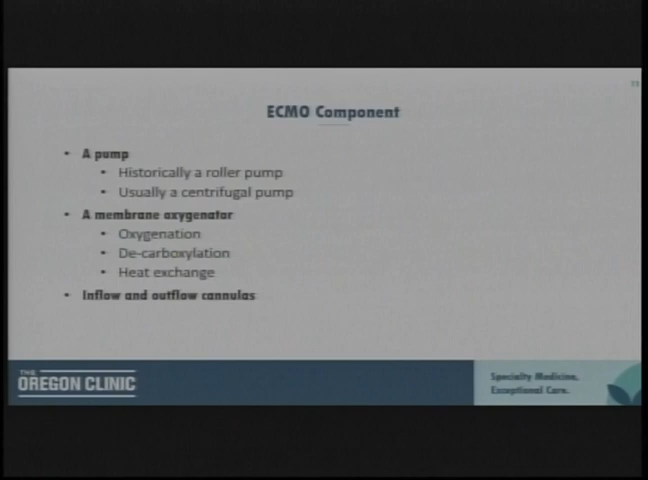 ECMO Component
• A pump
• Historically a roller pump
• Usually a centrifugal pump
• A membrane oxygenator
• Oxygenation
• De-carboxylation
• Heat exchange
• Inflow and outflow cannulas
THE
OREGON CLINIC
Specialty Medicine,
Exceptional Care.